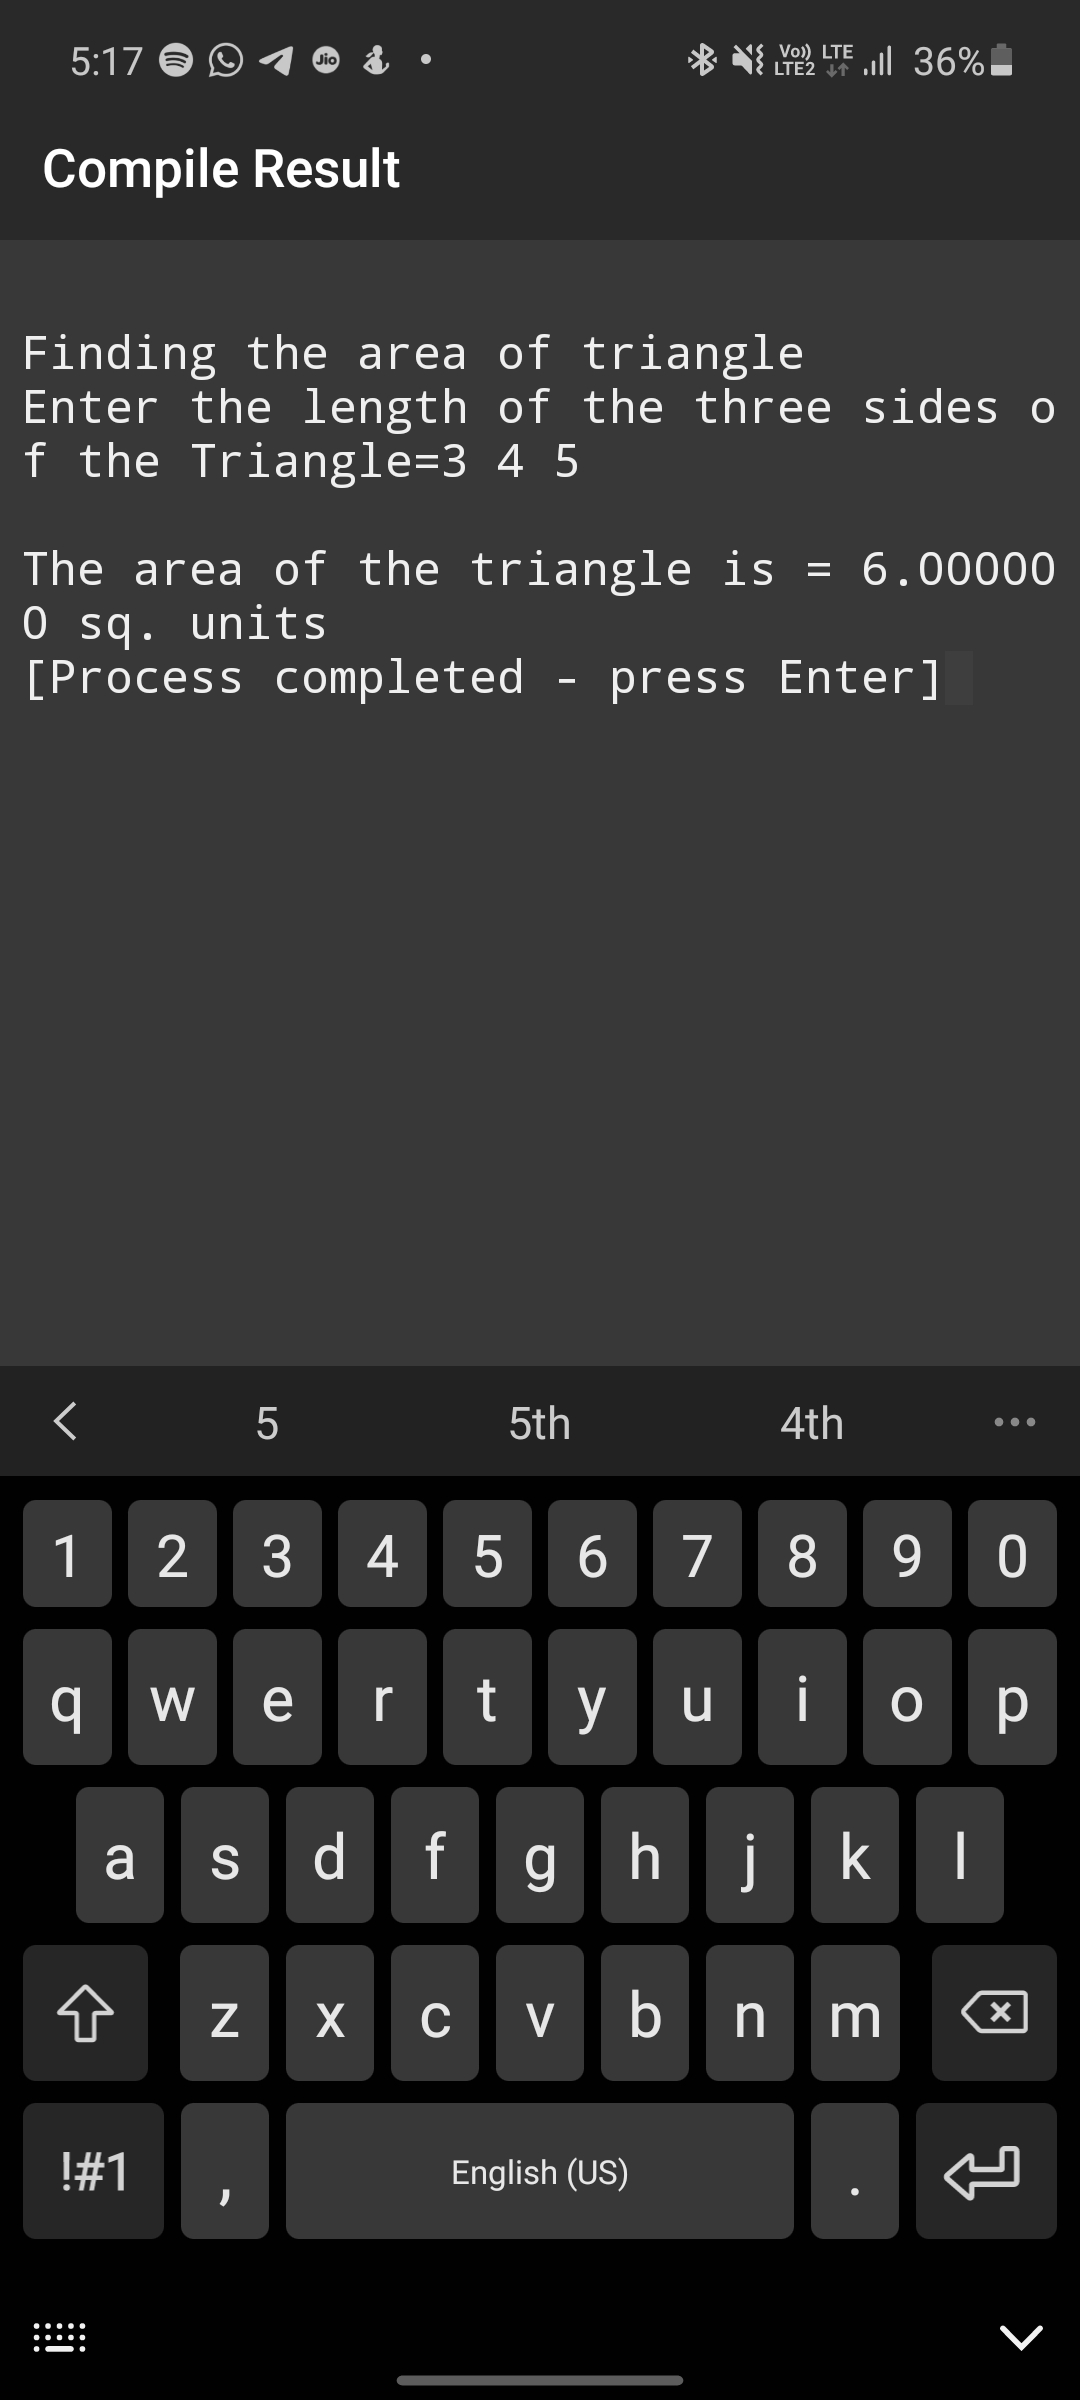 5:17 Jio Vo)) LTE2 LTE 36%
Compile Result
Finding the area of triangle
Enter the length of the three sides o
f the Triangle=3 4 5
The area of the triangle is = 6.00000
0 sq. units
[Process completed - press Enter]
5 5th 4th
1 2 3 4 5 6 7 8 9 0
q w e r t y u i o p
a s d f g h j k l
z x c v b n m
!#1 , English (US) .